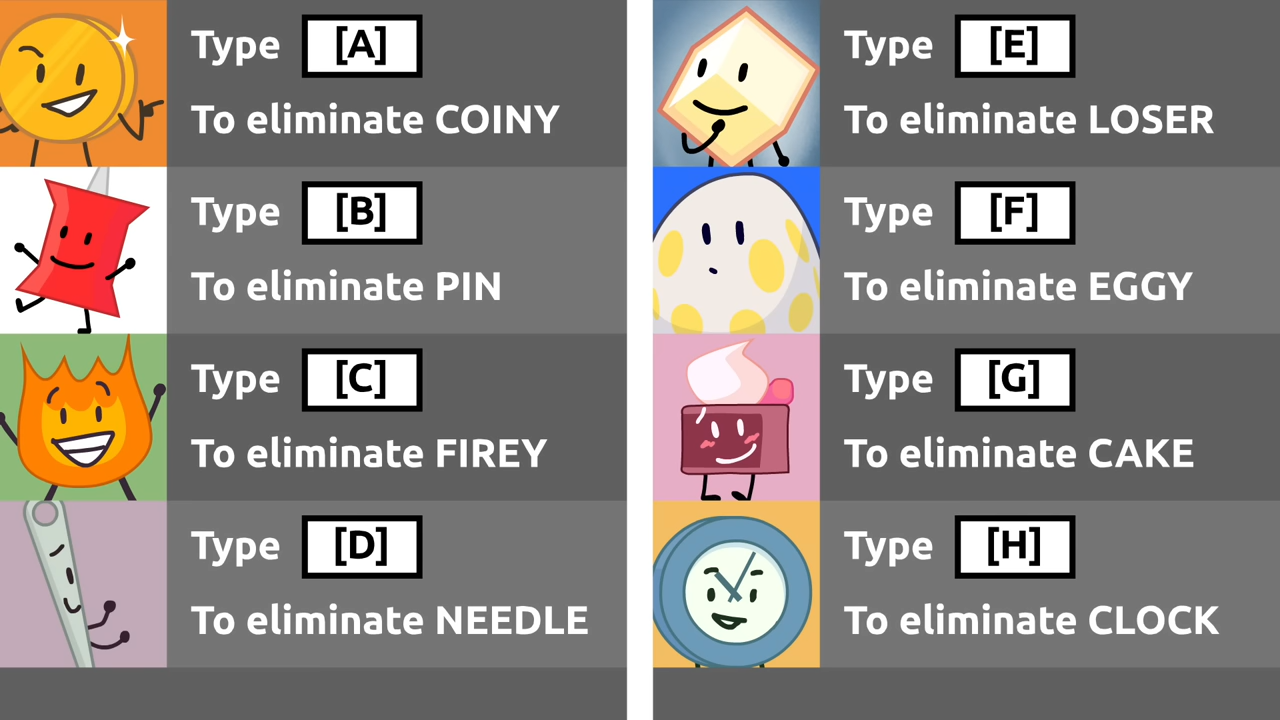 Type [A]
To eliminate COINY
Type [B]
To eliminate PIN
Type [C]
To eliminate FIREY
Type [D]
To eliminate NEEDLE
Type [E]
To eliminate LOSER
Type [F]
To eliminate EGGY
Type [G]
To eliminate CAKE
Type [H]
To eliminate CLOCK